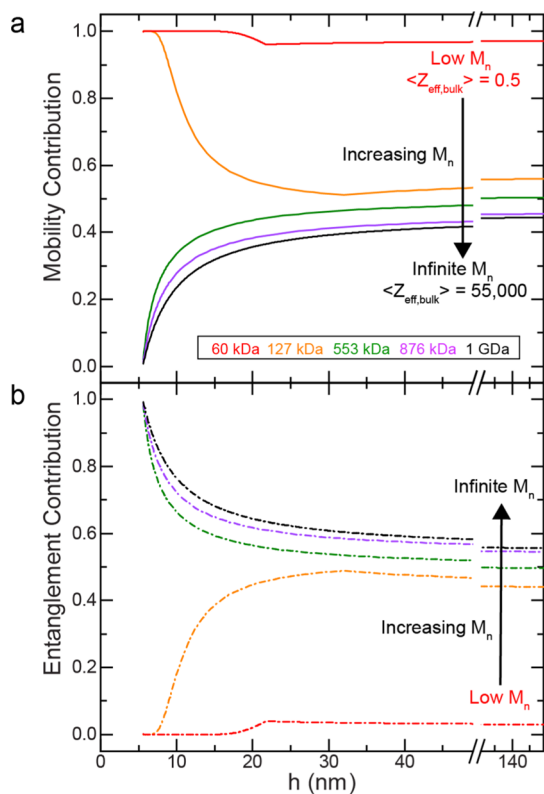 a
Mobility Contribution
1.0
0.8
0.6
0.4
0.2
0.0
Low Mn
<Zeff,bulk> = 0.5
Increasing Mn
Infinite Mn
<Zeff,bulk> = 55,000
60 kDa 127 kDa 553 kDa 876 kDa 1 GDa
b
Entanglement Contribution
1.0
0.8
0.6
0.4
0.2
0.0
Infinite Mn
Increasing Mn
Low Mn
0 10 20 30 40 140
h (nm)